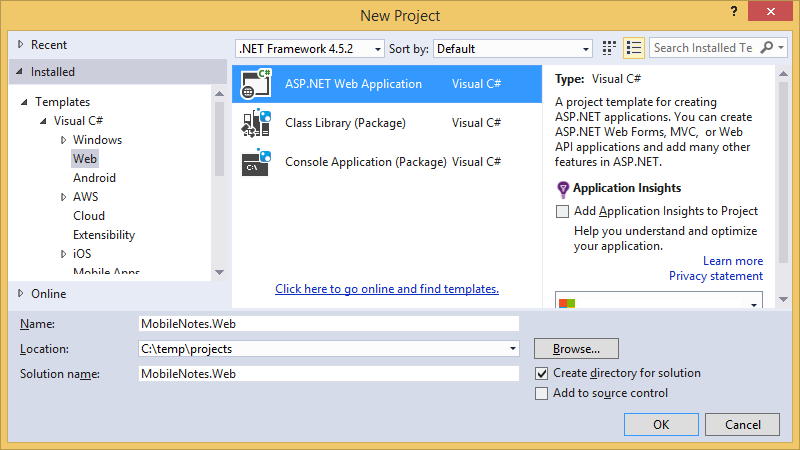 New Project
? ×
Recent
.NET Framework 4.5.2
Sort by:
Default
Search Installed Te
Installed
Templates
Visual C#
Windows
Web
Android
AWS
Cloud
Extensibility
iOS
Mobile Apps
Online
C#
ASP.NET Web Application Visual C#
Class Library (Package) Visual C#
C:\
Console Application (Package) Visual C#
Click here to go online and find templates.
Type: Visual C#
A project template for creating
ASP.NET applications. You can create
ASP.NET Web Forms, MVC, or Web
API applications and add many other
features in ASP.NET.
Application Insights
Add Application Insights to Project
Help you understand and optimize
your application.
Learn more
Privacy statement
Name: MobileNotes.Web
Location: C:\temp\projects
Browse...
Solution name: MobileNotes.Web
Create directory for solution
Add to source control
OK
Cancel